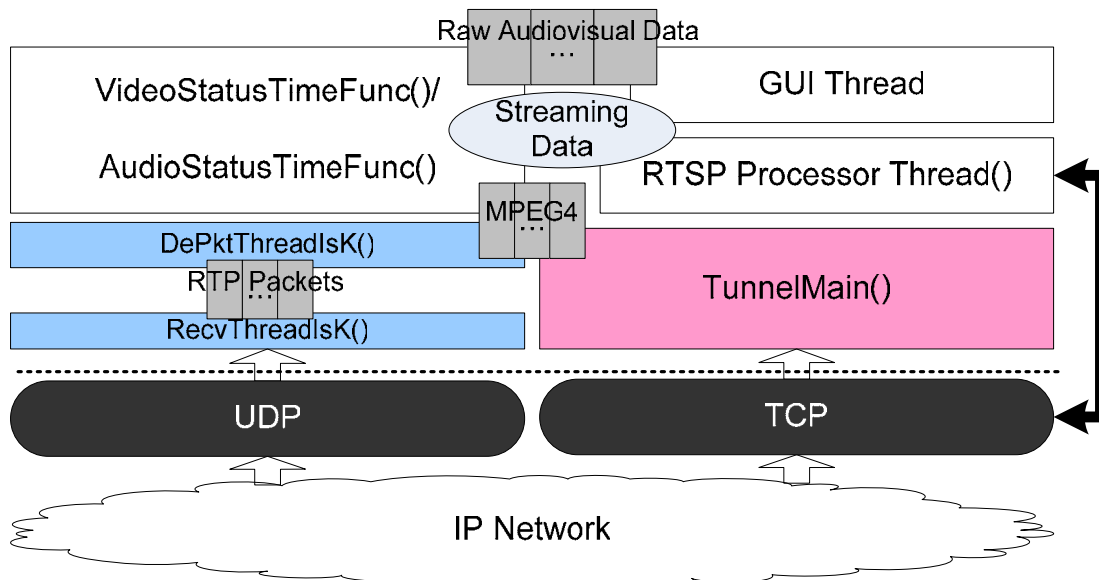 Raw Audiovisual Data
...
VideoStatusTimeFunc()/
AudioStatusTimeFunc()
GUI Thread
Streaming
Data
RTSP Processor Thread()
MPEG4
...
DePktThreadIsK()
RTP Packets
...
RecvThreadIsK()
TunnelMain()
UDP
TCP
IP Network